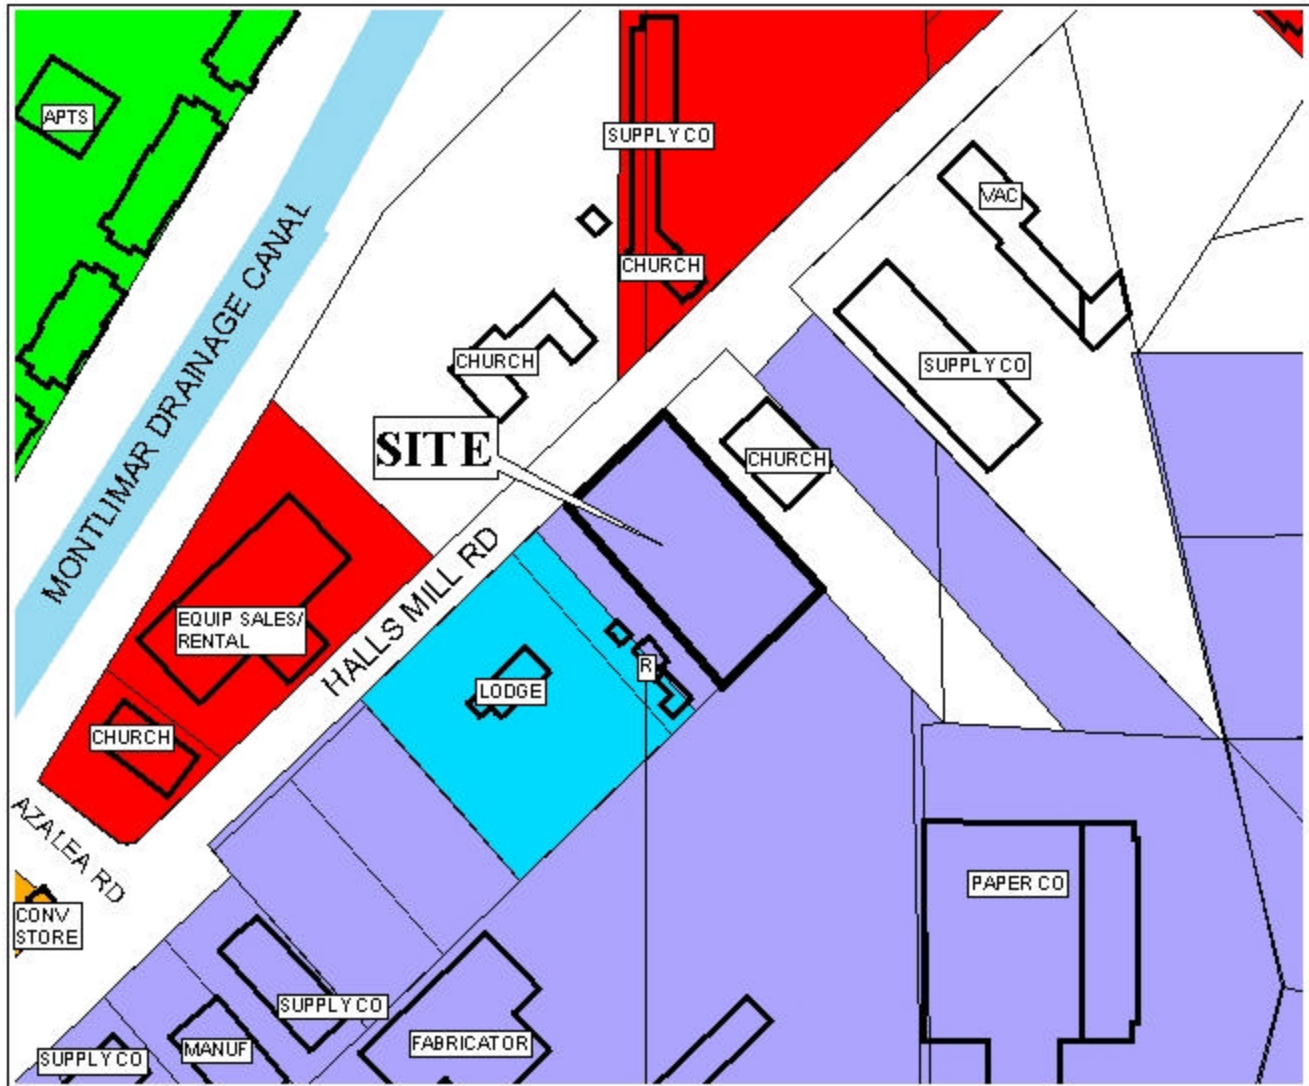 APTS
SUPPLY CO
VAC
CHURCH
MONTLIMAR DRAINAGE CANAL
CHURCH
SUPPLY CO
SITE
CHURCH
HALLS MILL RD
EQUIP SALES/
RENTAL
R
LODGE
CHURCH
AZALEA RD
PAPER CO
CONV
STORE
SUPPLY CO
FABRICATOR
MANUF
SUPPLY CO